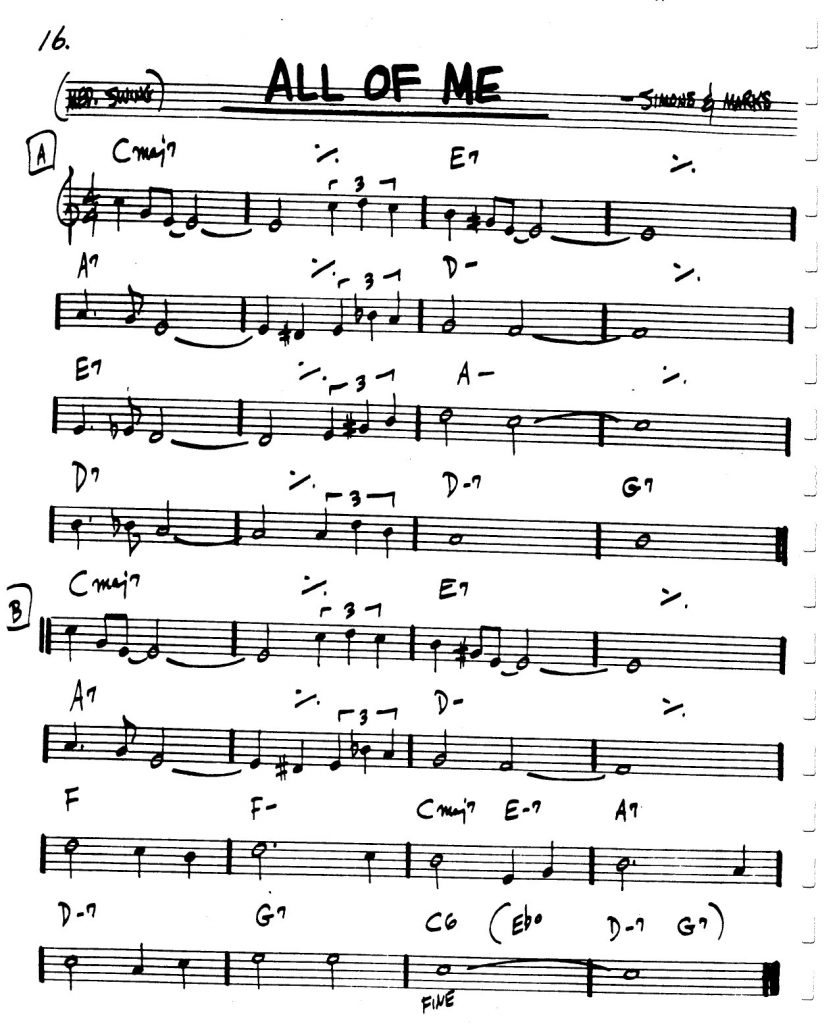 16.
ALL OF ME
(MED. SWING) - SIMONS & MARKS
A Cmaj7 ٪ E7 ٪
3
A7 ٪ D- ٪
3
E7 ٪ A- ٪
3
D7 ٪ D-7 G7
3
B Cmaj7 ٪ E7 ٪
3
A7 ٪ D- ٪
3
F F- Cmaj7 E-7 A7
D-7 G7 C6 (Ebo D-7 G7)
FINE